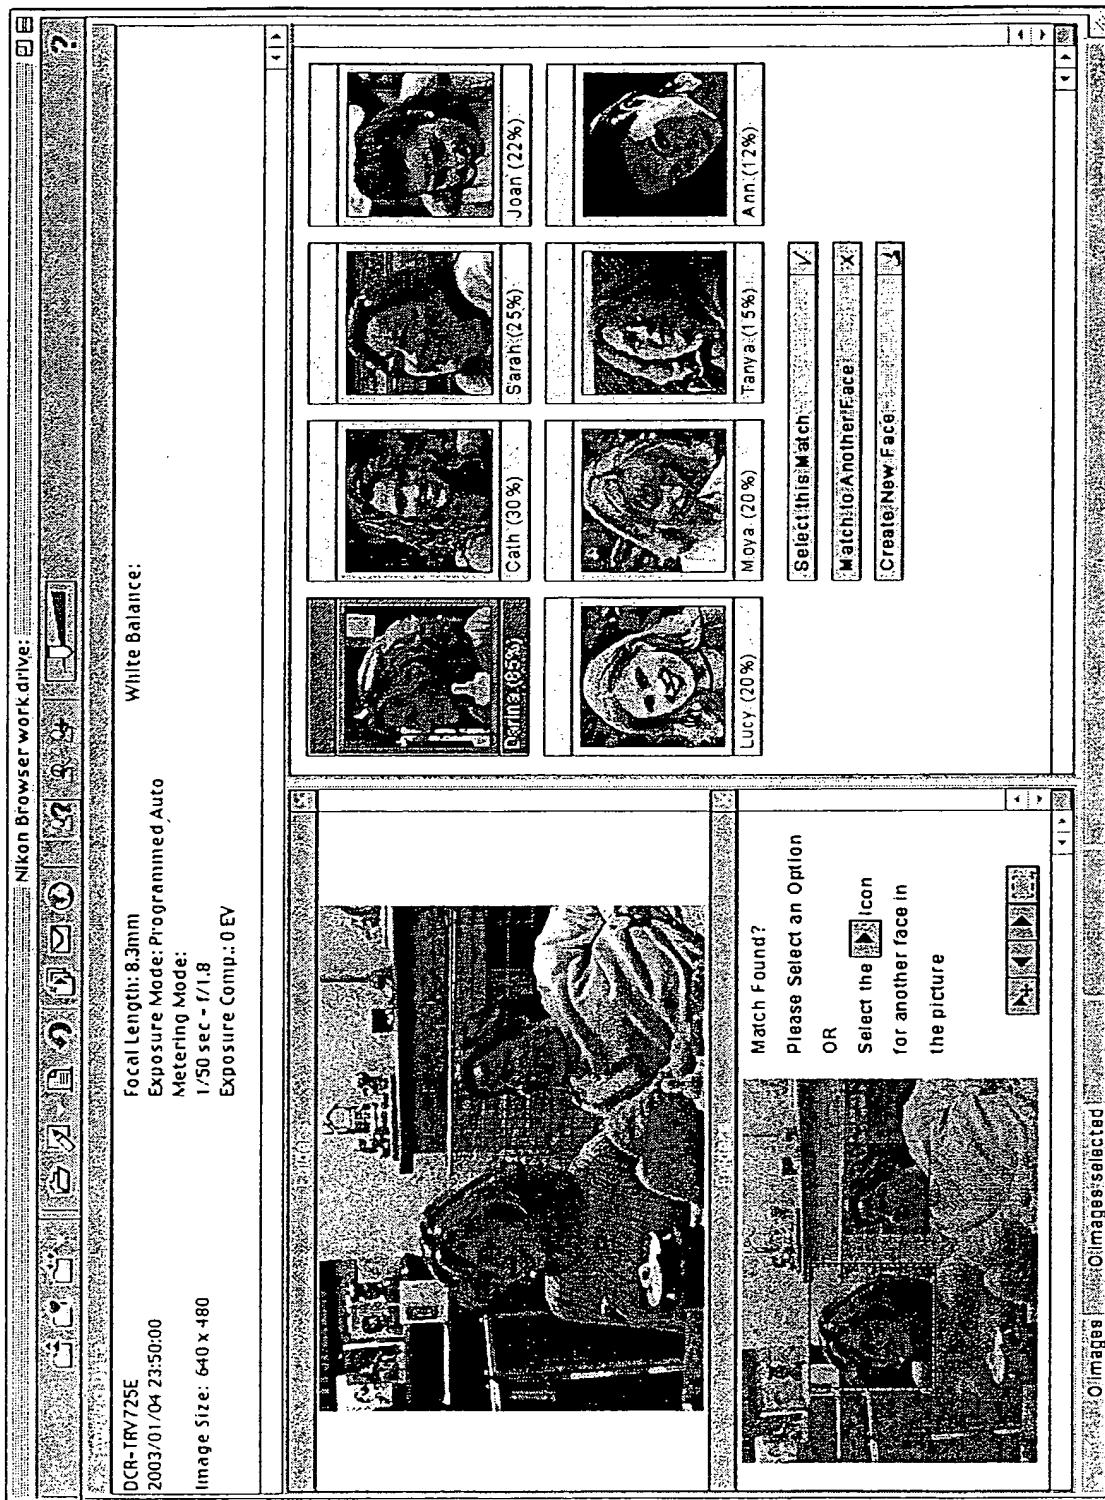 Nikon Browser work drive:
?
DCR-TRV725E
2003/01/04 23:50:00
Image Size: 640 x 480
Focal Length: 8.3mm
Exposure Mode: Programmed Auto
Metering Mode:
1/50 sec - f/1.8
Exposure Comp.: 0 EV
White Balance:
Match Found?
Please Select an Option
OR
Select the Icon
for another face in
the picture
Darina (85%)
Cath (30%)
Sarah (25%)
Joan (22%)
Lucy (20%)
Moya (20%)
Tanya (15%)
Ann (12%)
Select this Match
Match to Another Face
Create New Face
0 Images
0 Images selected